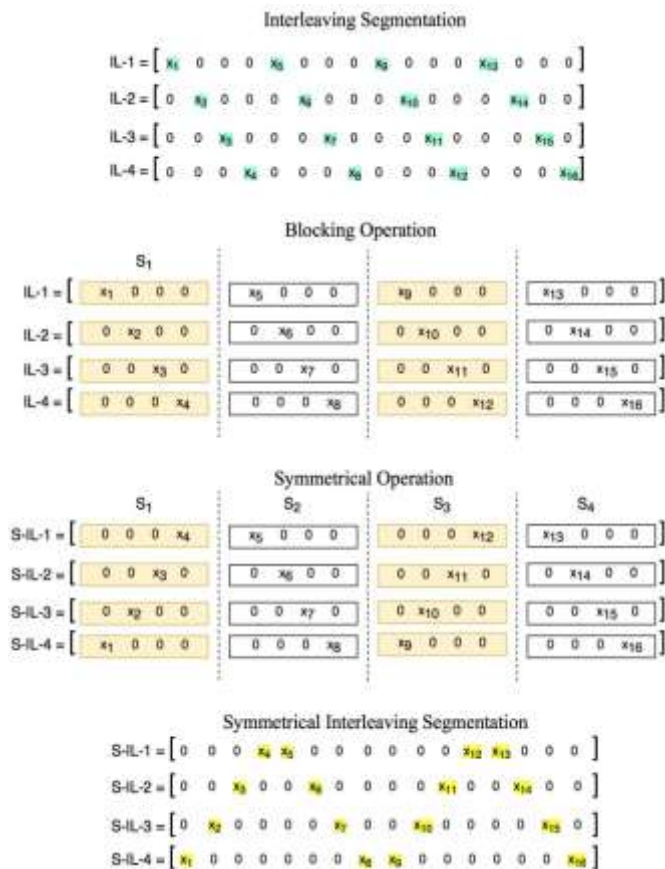 Interleaving Segmentation
IL-1 = [ x₁ 0 0 0 x₅ 0 0 0 x₉ 0 0 0 x₁₃ 0 0 0 ]
IL-2 = [ 0 x₂ 0 0 0 x₆ 0 0 0 x₁₀ 0 0 0 x₁₄ 0 0 ]
IL-3 = [ 0 0 x₃ 0 0 0 x₇ 0 0 0 x₁₁ 0 0 0 x₁₅ 0 ]
IL-4 = [ 0 0 0 x₄ 0 0 0 x₈ 0 0 0 x₁₂ 0 0 0 x₁₆ ]
Blocking Operation
S₁
IL-1 = [ x₁ 0 0 0 x₅ 0 0 0 x₉ 0 0 0 x₁₃ 0 0 0 ]
IL-2 = [ 0 x₂ 0 0 0 x₆ 0 0 0 x₁₀ 0 0 0 x₁₄ 0 0 ]
IL-3 = [ 0 0 x₃ 0 0 0 x₇ 0 0 0 x₁₁ 0 0 0 x₁₅ 0 ]
IL-4 = [ 0 0 0 x₄ 0 0 0 x₈ 0 0 0 x₁₂ 0 0 0 x₁₆ ]
Symmetrical Operation
S₁ S₂ S₃ S₄
S-IL-1 = [ 0 0 0 x₄ x₅ 0 0 0 0 0 0 x₁₂ x₁₃ 0 0 0 ]
S-IL-2 = [ 0 0 x₃ 0 0 x₆ 0 0 0 0 x₁₁ 0 0 x₁₄ 0 0 ]
S-IL-3 = [ 0 x₂ 0 0 0 0 x₇ 0 0 x₁₀ 0 0 0 0 x₁₅ 0 ]
S-IL-4 = [ x₁ 0 0 0 0 0 0 x₈ x₉ 0 0 0 0 0 0 x₁₆ ]
Symmetrical Interleaving Segmentation
S-IL-1 = [ 0 0 0 x₄ x₅ 0 0 0 0 0 0 x₁₂ x₁₃ 0 0 0 ]
S-IL-2 = [ 0 0 x₃ 0 0 x₆ 0 0 0 0 x₁₁ 0 0 x₁₄ 0 0 ]
S-IL-3 = [ 0 x₂ 0 0 0 0 x₇ 0 0 x₁₀ 0 0 0 0 x₁₅ 0 ]
S-IL-4 = [ x₁ 0 0 0 0 0 0 x₈ x₉ 0 0 0 0 0 0 x₁₆ ]